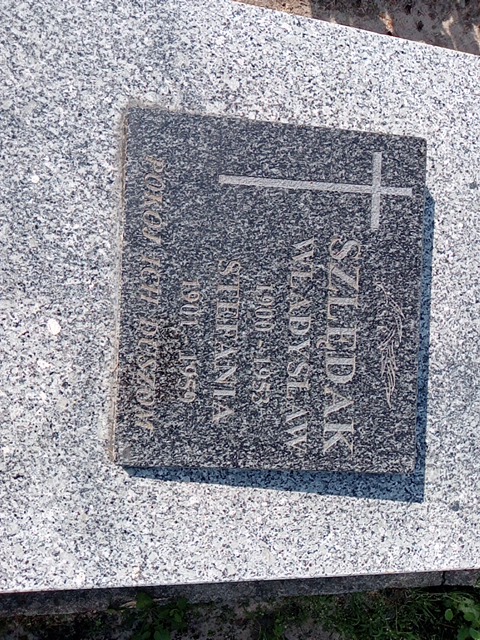 SZLĘDAK
WŁADYSŁAW
1900 - 1983
STEFANIA
1901 - 1989
POKÓJ ICH DUSZOM